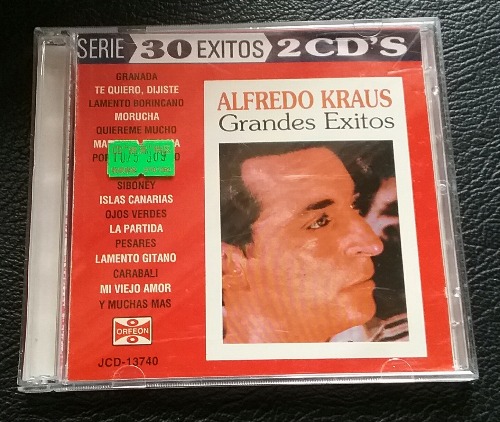 SERIE 30 EXITOS 2CD'S
GRANADA
TE QUIERO, DIJISTE
LAMENTO BORINCANO
MORUCHA
QUIEREME MUCHO
SIBONEY
ISLAS CANARIAS
OJOS VERDES
LA PARTIDA
PESARES
LAMENTO GITANO
CARABALI
MI VIEJO AMOR
Y MUCHAS MAS
ORFEON
JCD-13740
ALFREDO KRAUS
Grandes Exitos